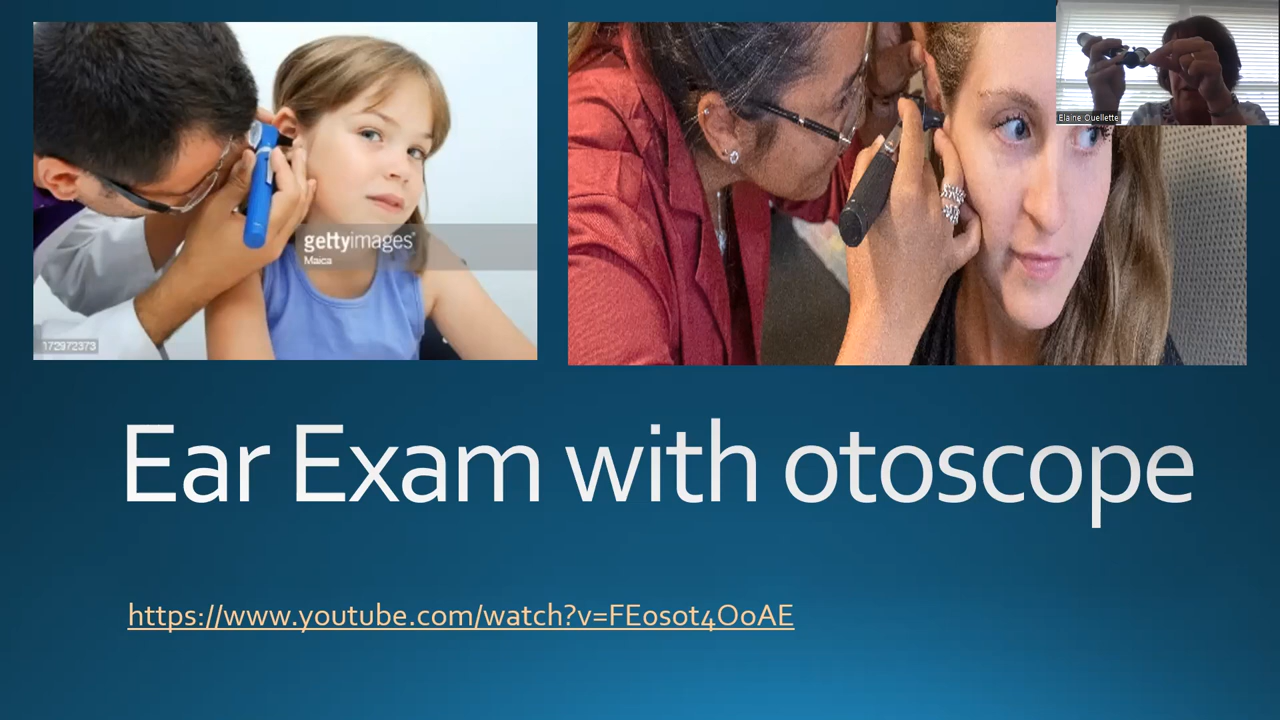 Elaine Ouellette
gettyimages®
Maica
172972373
Ear Exam with otoscope
https://www.youtube.com/watch?v=FEosot4OoAE